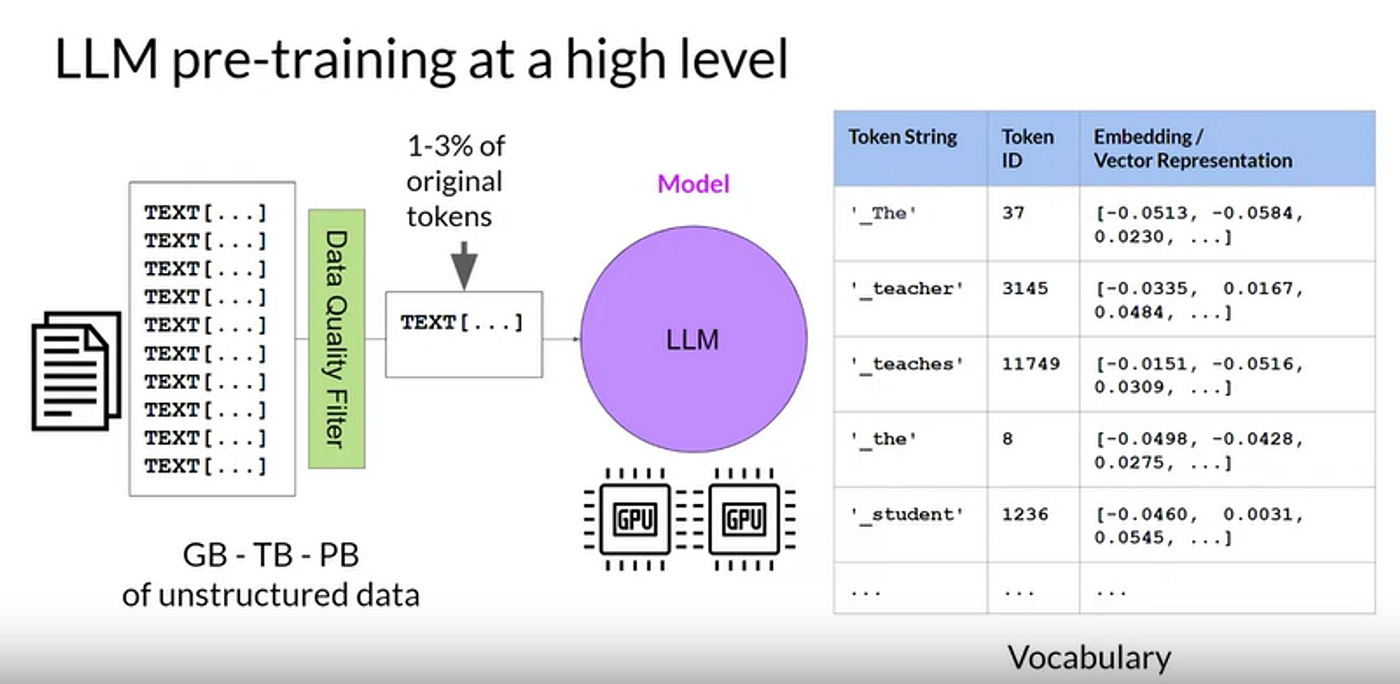 LLM pre-training at a high level
1-3% of
original
tokens
Model
TEXT[...]
TEXT[...]
TEXT[...]
TEXT[...]
TEXT[...]
TEXT[...]
TEXT[...]
TEXT[...]
TEXT[...]
TEXT[...]
Data Quality Filter
TEXT[...]
LLM
GPU GPU
GB - TB - PB
of unstructured data
Token String Token ID Embedding /
Vector Representation
'_The' 37 [-0.0513, -0.0584,
0.0230, ...]
'_teacher' 3145 [-0.0335, 0.0167,
0.0484, ...]
'_teaches' 11749 [-0.0151, -0.0516,
0.0309, ...]
'_the' 8 [-0.0498, -0.0428,
0.0275, ...]
'_student' 1236 [-0.0460, 0.0031,
0.0545, ...]
... ... ...
Vocabulary